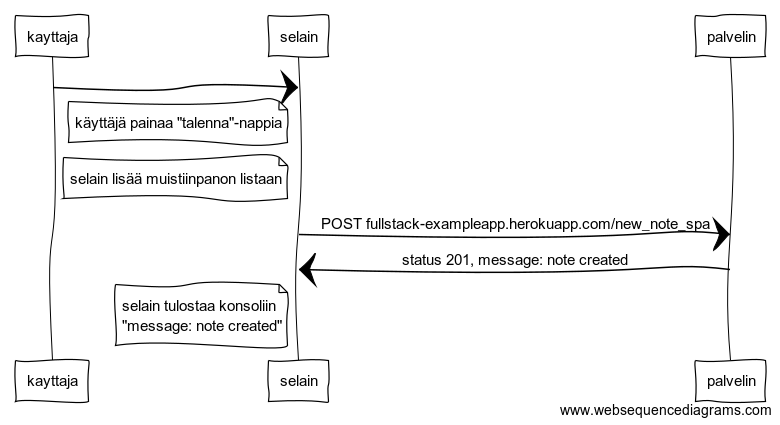 kayttaja
selain
palvelin
käyttäjä painaa "talenna"-nappia
selain lisää muistiinpanon listaan
POST fullstack-exampleapp.herokuapp.com/new_note_spa
status 201, message: note created
selain tulostaa konsoliin
"message: note created"
kayttaja
selain
palvelin
www.websequencediagrams.com